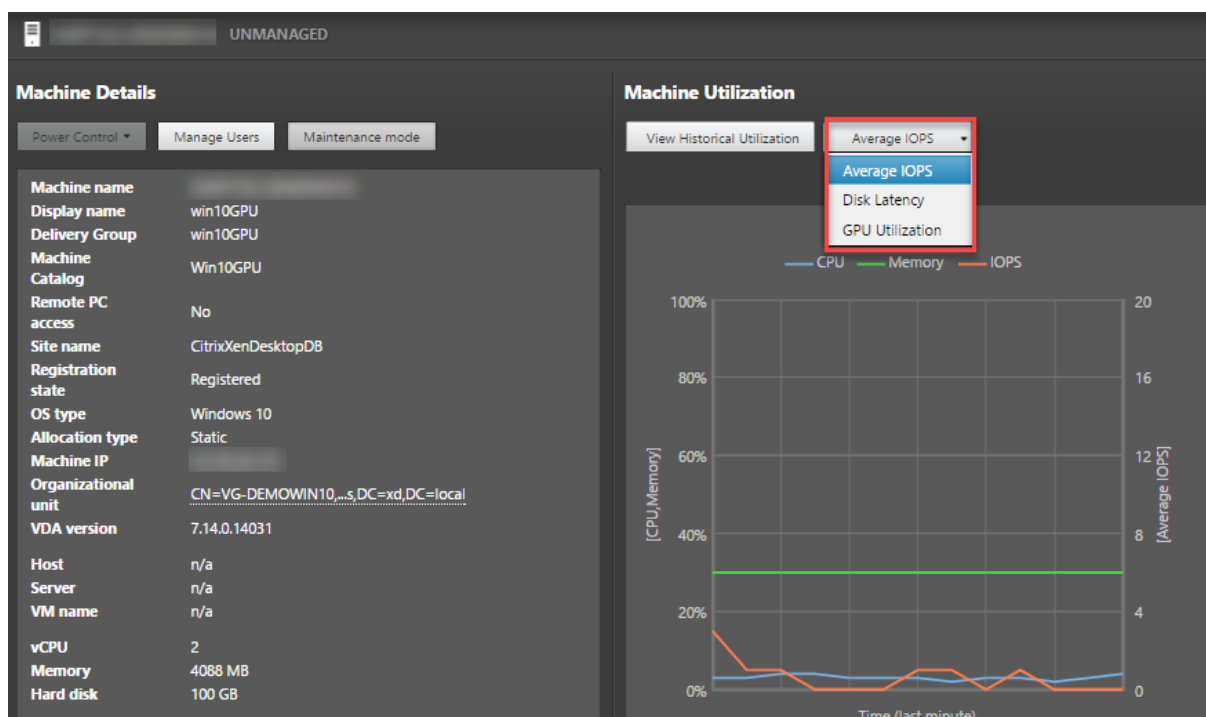 UNMANAGED
Machine Details
Power Control
Manage Users
Maintenance mode
Machine name
Display name win10GPU
Delivery Group win10GPU
Machine
Catalog
Win10GPU
Remote PC
access
No
Site name CitrixXenDesktopDB
Registration
state
Registered
OS type Windows 10
Allocation type Static
Machine IP
Organizational
unit
CN=VG-DEMOWIN10,...s,DC=xd,DC=local
VDA version 7.14.0.14031
Host n/a
Server n/a
VM name n/a
vCPU 2
Memory 4088 MB
Hard disk 100 GB
Machine Utilization
View Historical Utilization
Average IOPS
Average IOPS
Disk Latency
GPU Utilization
CPU Memory IOPS
100% 20
80% 16
60% 12
40% 8
20% 4
0% 0
[CPU,Memory]
[Average IOPS]
Time (last minute)